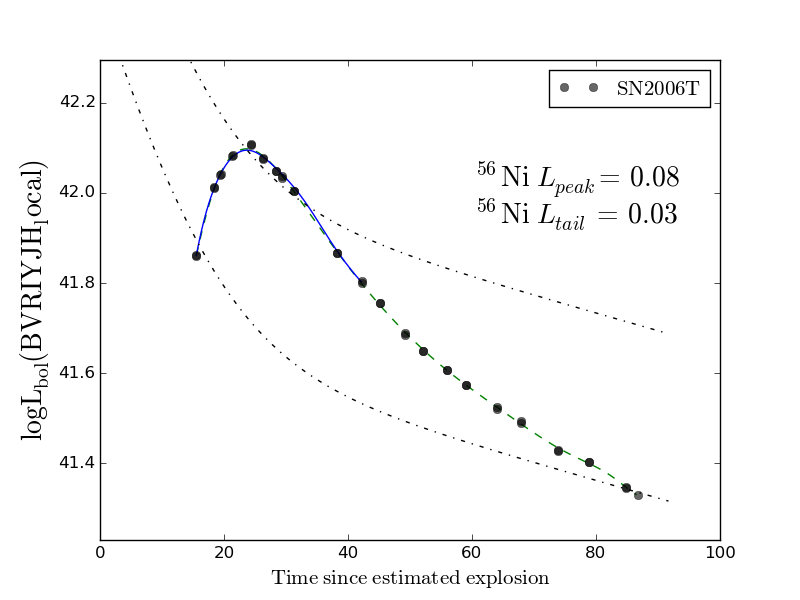 SN2006T
42.2
42.0
41.8
41.6
41.4
⁵⁶Ni L_peak = 0.08
⁵⁶Ni L_tail = 0.03
logL_bol(BVRIYJH_local)
0 20 40 60 80 100
Time since estimated explosion